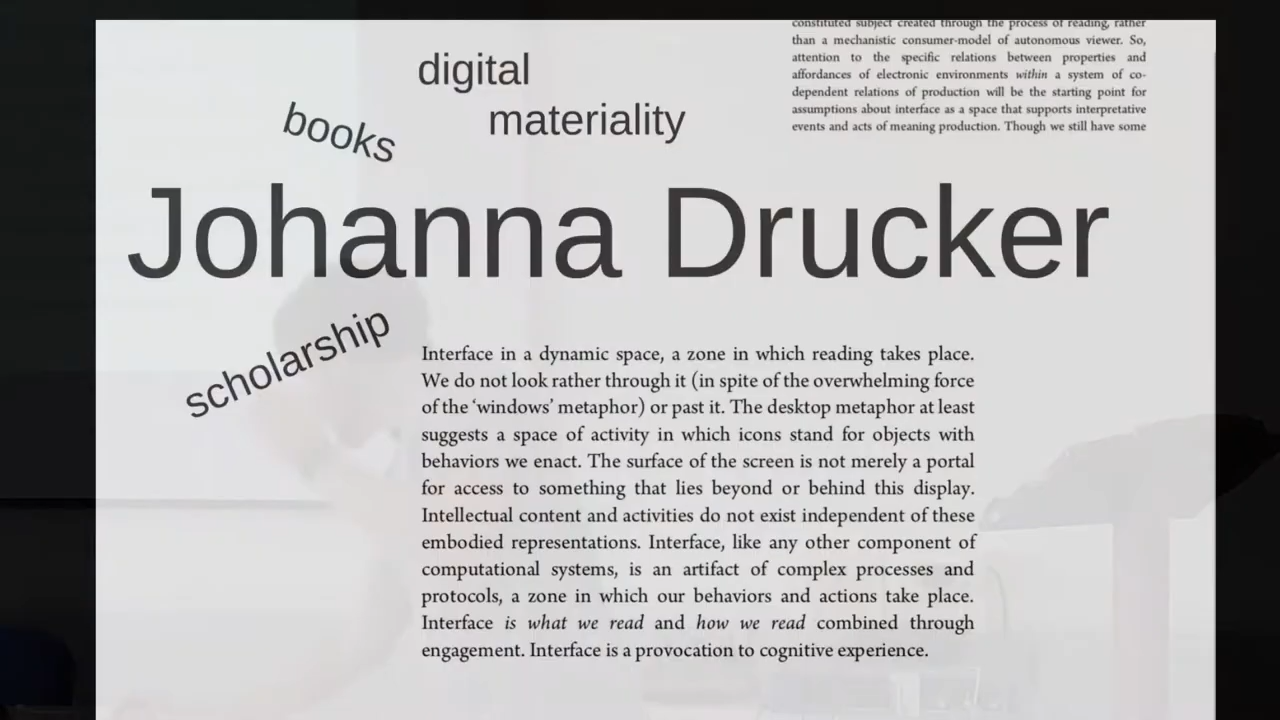 constituted subject created through the process of reading, rather
than a mechanistic consumer-model of autonomous viewer. So,
attention to the specific relations between properties and
affordances of electronic environments within a system of co-
dependent relations of production will be the starting point for
assumptions about interface as a space that supports interpretative
events and acts of meaning production. Though we still have some
digital
materiality
books
Johanna Drucker
scholarship
Interface in a dynamic space, a zone in which reading takes place.
We do not look rather through it (in spite of the overwhelming force
of the ‘windows’ metaphor) or past it. The desktop metaphor at least
suggests a space of activity in which icons stand for objects with
behaviors we enact. The surface of the screen is not merely a portal
for access to something that lies beyond or behind this display.
Intellectual content and activities do not exist independent of these
embodied representations. Interface, like any other component of
computational systems, is an artifact of complex processes and
protocols, a zone in which our behaviors and actions take place.
Interface is what we read and how we read combined through
engagement. Interface is a provocation to cognitive experience.